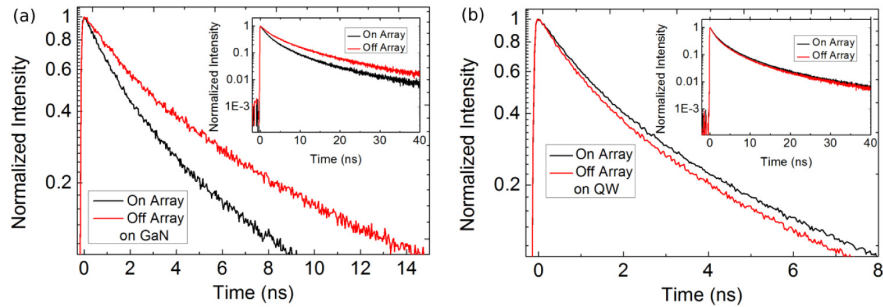 (a)
Normalized Intensity
1
0.8
0.6
0.4
0.2
0 2 4 6 8 10 12 14
Time (ns)
On Array
Off Array
on GaN
Normalized Intensity
1
0.1
0.01
1E-3
0 10 20 30 40
Time (ns)
On Array
Off Array
(b)
Normalized Intensity
1
0.8
0.6
0.4
0.2
0 2 4 6 8
Time (ns)
On Array
Off Array
on QW
Normalized Intensity
1
0.1
0.01
1E-3
0 10 20 30 40
Time (ns)
On Array
Off Array